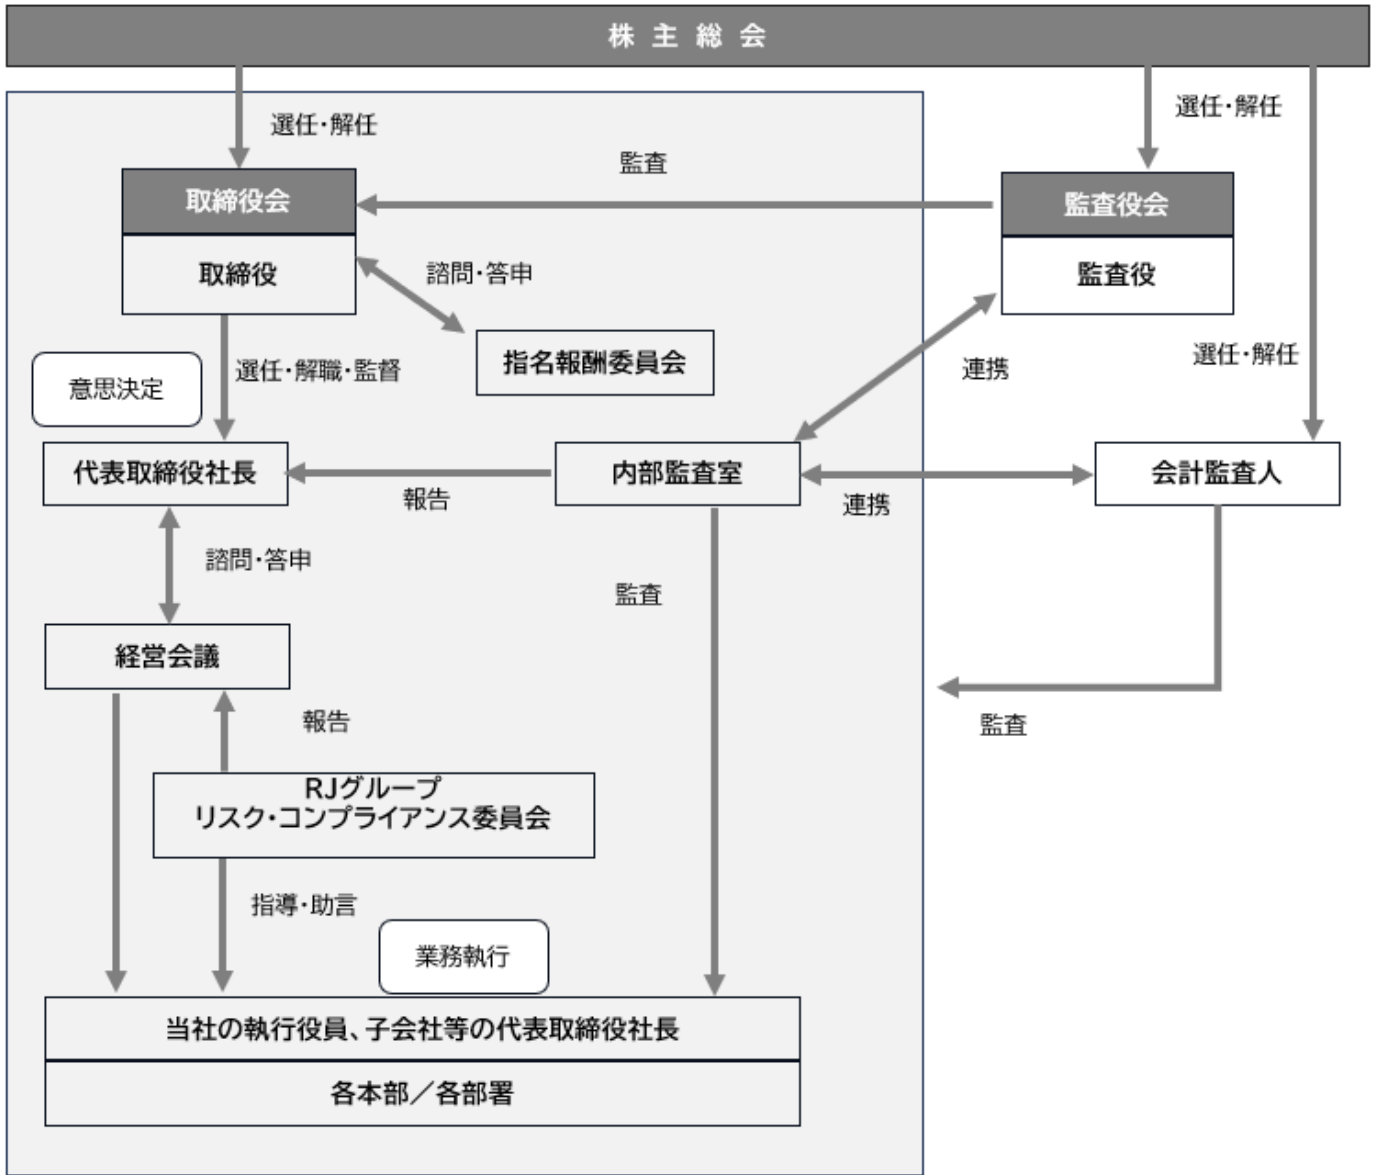 株主総会
選任・解任
選任・解任
監査
取締役会
監査役会
取締役
諮問・答申
監査役
指名報酬委員会
選任・解職・監督
意思決定
連携
選任・解任
代表取締役社長
報告
内部監査室
連携
会計監査人
諮問・答申
監査
経営会議
報告
監査
RJグループ
リスク・コンプライアンス委員会
指導・助言
業務執行
当社の執行役員、子会社等の代表取締役社長
各本部／各部署